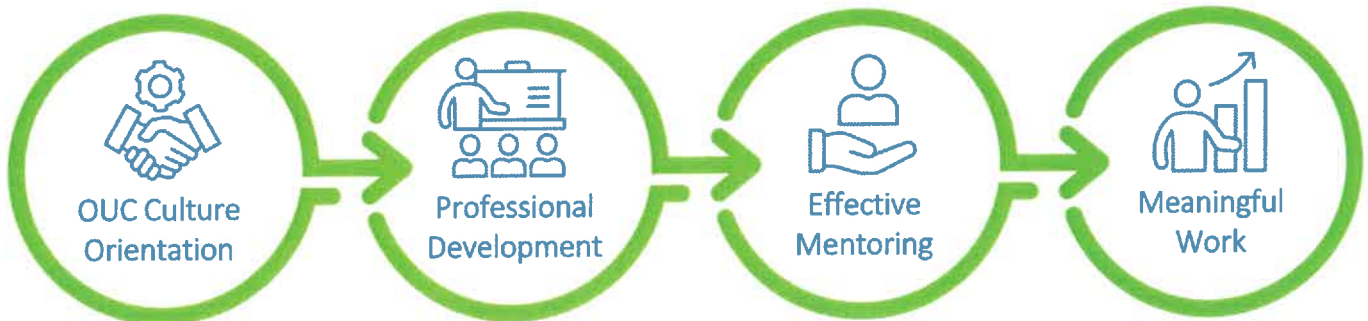 OUC Culture
Orientation
Professional
Development
Effective
Mentoring
Meaningful
Work